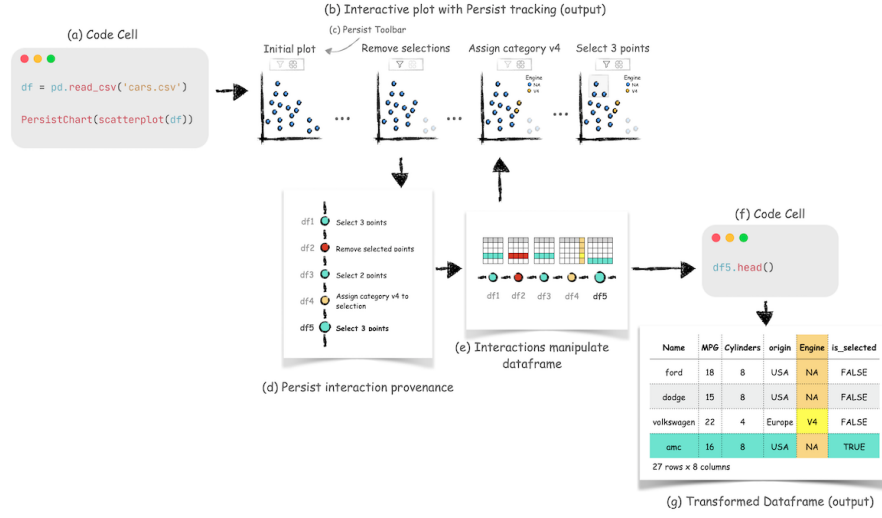 (b) Interactive plot with Persist tracking (output)
(a) Code Cell
(c) Persist Toolbar
Initial plot
Remove selections
Assign category v4
Select 3 points
df = pd.read_csv('cars.csv')
PersistChart(scatterplot(df))
Engine
NA
V4
Engine
NA
V4
...
...
...
df1 Select 3 points
df2 Remove selected points
df3 Select 2 points
df4 Assign category v4 to
selection
df5 Select 3 points
(d) Persist interaction provenance
df1 df2 df3 df4 df5
(e) Interactions manipulate
dataframe
(f) Code Cell
df5.head()
Name MPG Cylinders origin Engine is_selected
ford 18 8 USA NA FALSE
dodge 15 8 USA NA FALSE
volkswagen 22 4 Europe V4 FALSE
amc 16 8 USA NA TRUE
27 rows x 8 columns
(g) Transformed Dataframe (output)